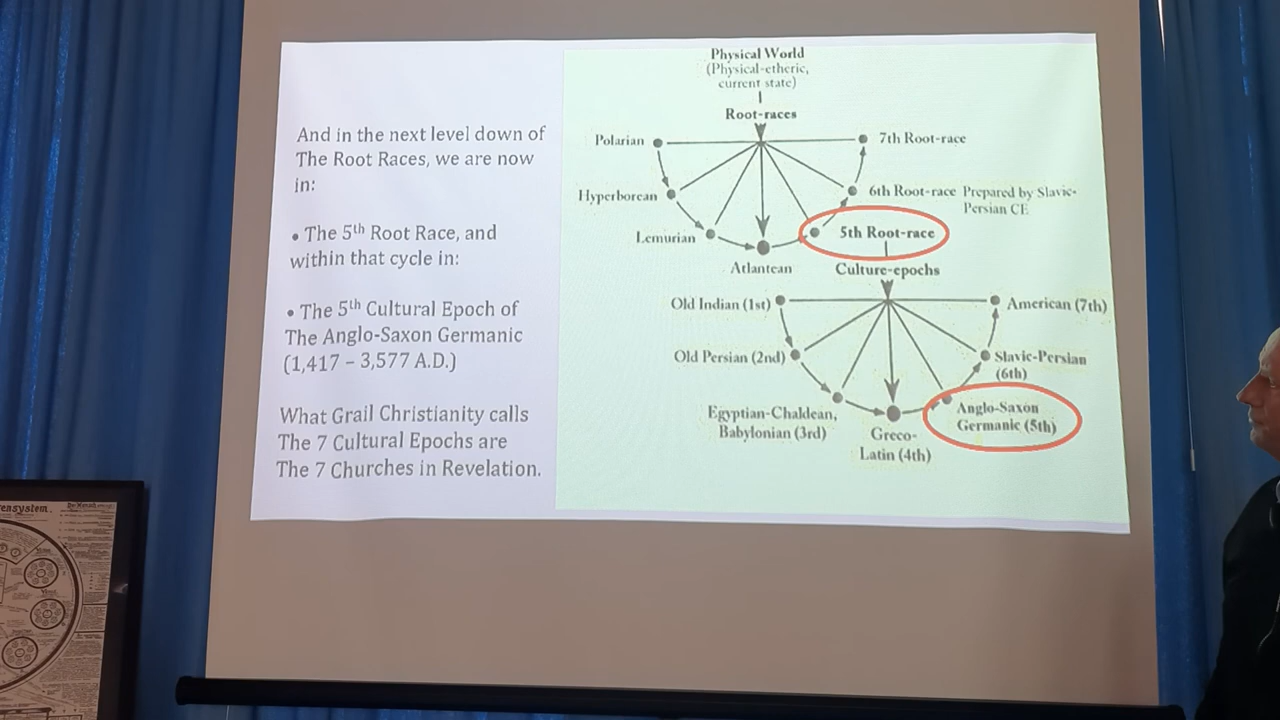 And in the next level down of
The Root Races, we are now
in:
• The 5th Root Race, and
within that cycle in:
• The 5th Cultural Epoch of
The Anglo-Saxon Germanic
(1,417 – 3,577 A.D.)
What Grail Christianity calls
The 7 Cultural Epochs are
The 7 Churches in Revelation.
Physical World
(Physical-etheric,
current state)
Root-races
Polarian
7th Root-race
Hyperborean
6th Root-race Prepared by Slavic-
Persian CE
Lemurian
5th Root-race
Atlantean
Culture-epochs
Old Indian (1st)
American (7th)
Old Persian (2nd)
Slavic-Persian
(6th)
Egyptian-Chaldean,
Babylonian (3rd)
Anglo-Saxon
Germanic (5th)
Greco-
Latin (4th)